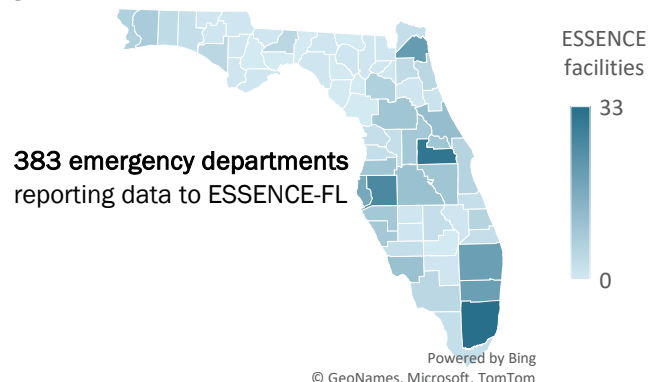 ESSENCE
facilities
33
383 emergency departments
reporting data to ESSENCE-FL
0
Powered by Bing
© GeoNames, Microsoft, TomTom